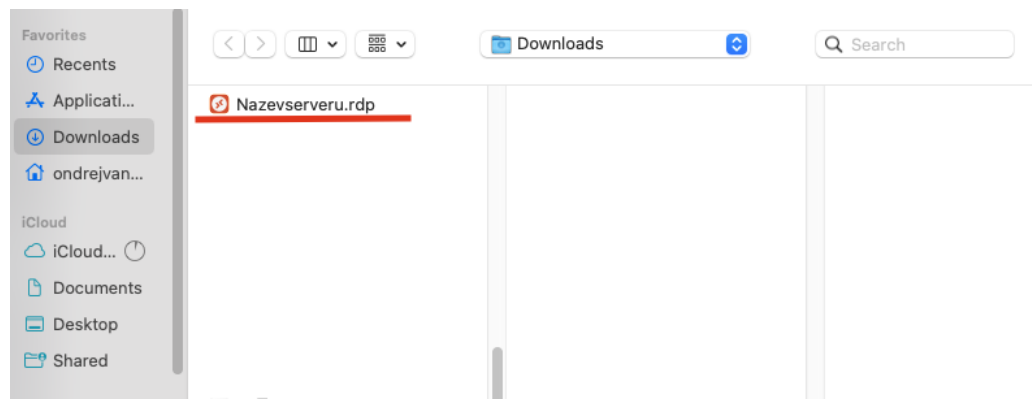 Favorites
Recents
Applicati...
Downloads
ondrejvan...
iCloud
iCloud...
Documents
Desktop
Shared
Downloads
Search
Nazevserveru.rdp